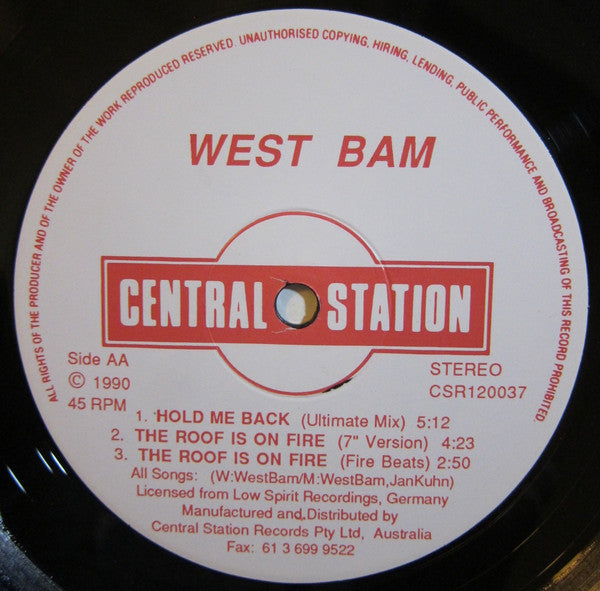 ALL RIGHTS OF THE PRODUCER AND OF THE OWNER OF THE WORK REPRODUCED RESERVED. UNAUTHORISED COPYING, HIRING, LENDING, PUBLIC PERFORMANCE AND BROADCASTING OF THIS RECORD PROHIBITED.
WEST BAM
CENTRAL STATION
Side AA
© 1990
45 RPM
STEREO
CSR120037
1. HOLD ME BACK (Ultimate Mix) 5:12
2. THE ROOF IS ON FIRE (7" Version) 4:23
3. THE ROOF IS ON FIRE (Fire Beats) 2:50
All Songs: (W:WestBam/M:WestBam,JanKuhn)
Licensed from Low Spirit Recordings, Germany
Manufactured and Distributed by
Central Station Records Pty Ltd, Australia
Fax: 61 3 699 9522